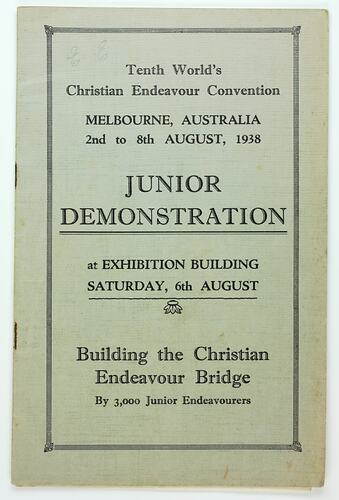 Tenth World's
Christian Endeavour Convention
MELBOURNE, AUSTRALIA
2nd to 8th AUGUST, 1938
JUNIOR
DEMONSTRATION
at EXHIBITION BUILDING
SATURDAY, 6th AUGUST
Building the Christian
Endeavour Bridge
By 3,000 Junior Endeavourers